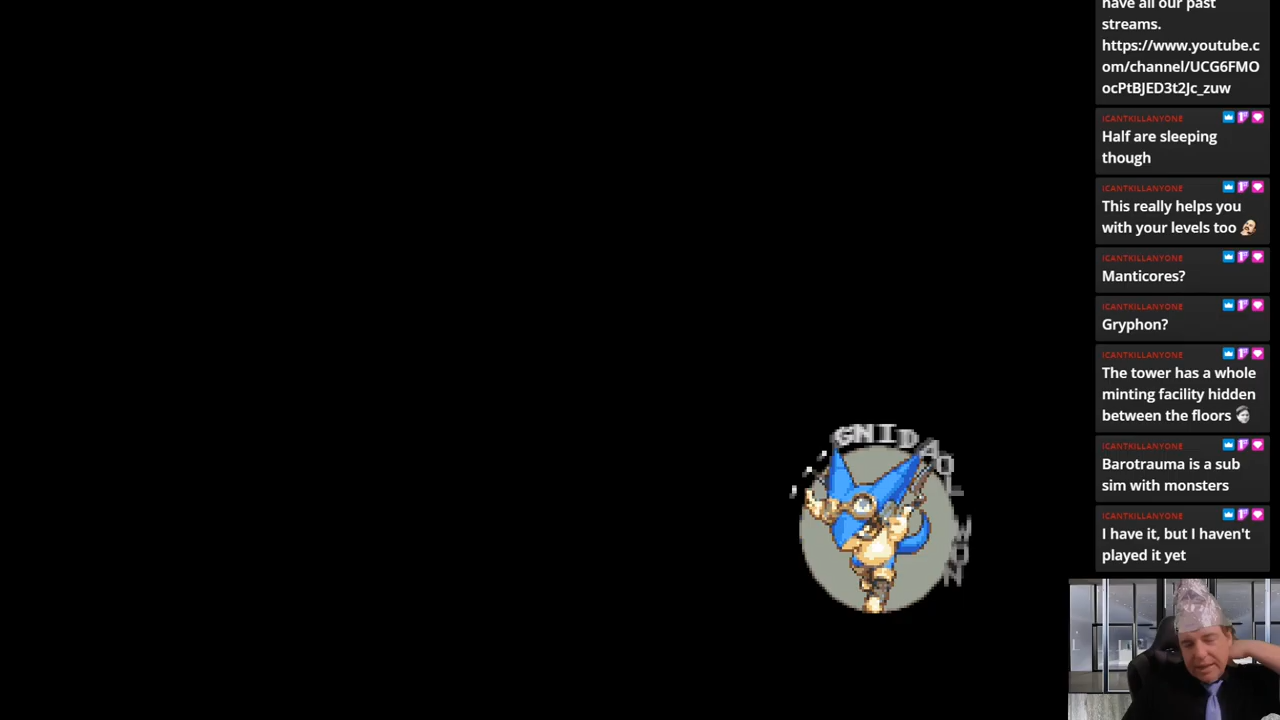 have all our past
streams.
https://www.youtube.c
om/channel/UCG6FMO
ocPtBJED3t2Jc_zuw
ICANTKILLANYONE
Half are sleeping
though
ICANTKILLANYONE
This really helps you
with your levels too
ICANTKILLANYONE
Manticores?
ICANTKILLANYONE
Gryphon?
ICANTKILLANYONE
The tower has a whole
minting facility hidden
between the floors
ICANTKILLANYONE
Barotrauma is a sub
sim with monsters
ICANTKILLANYONE
I have it, but I haven't
played it yet
GNIDAOL WON